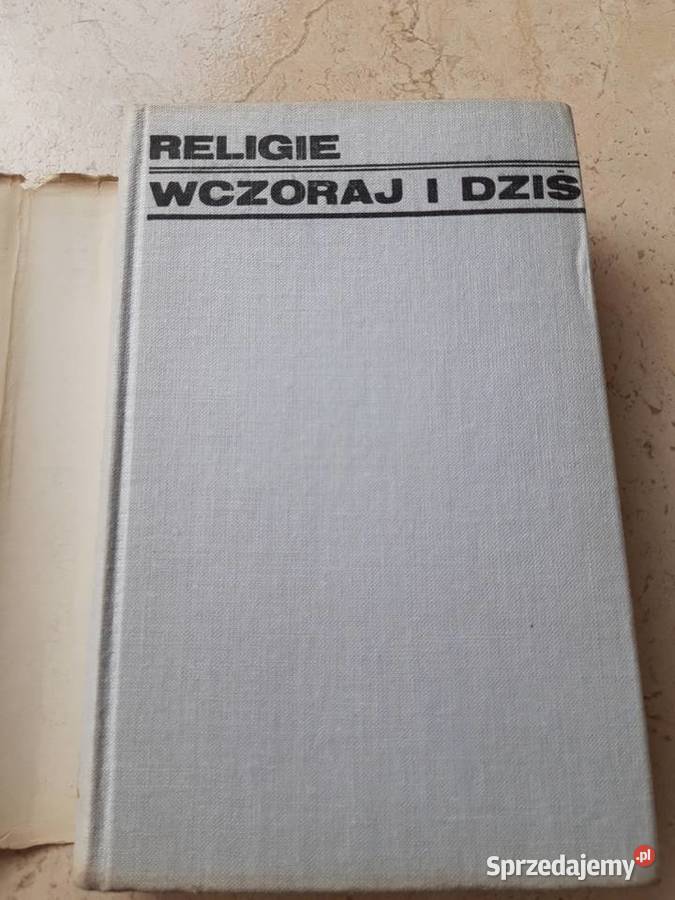 RELIGIE
WCZORAJ I DZIŚ
Sprzedajemy.pl